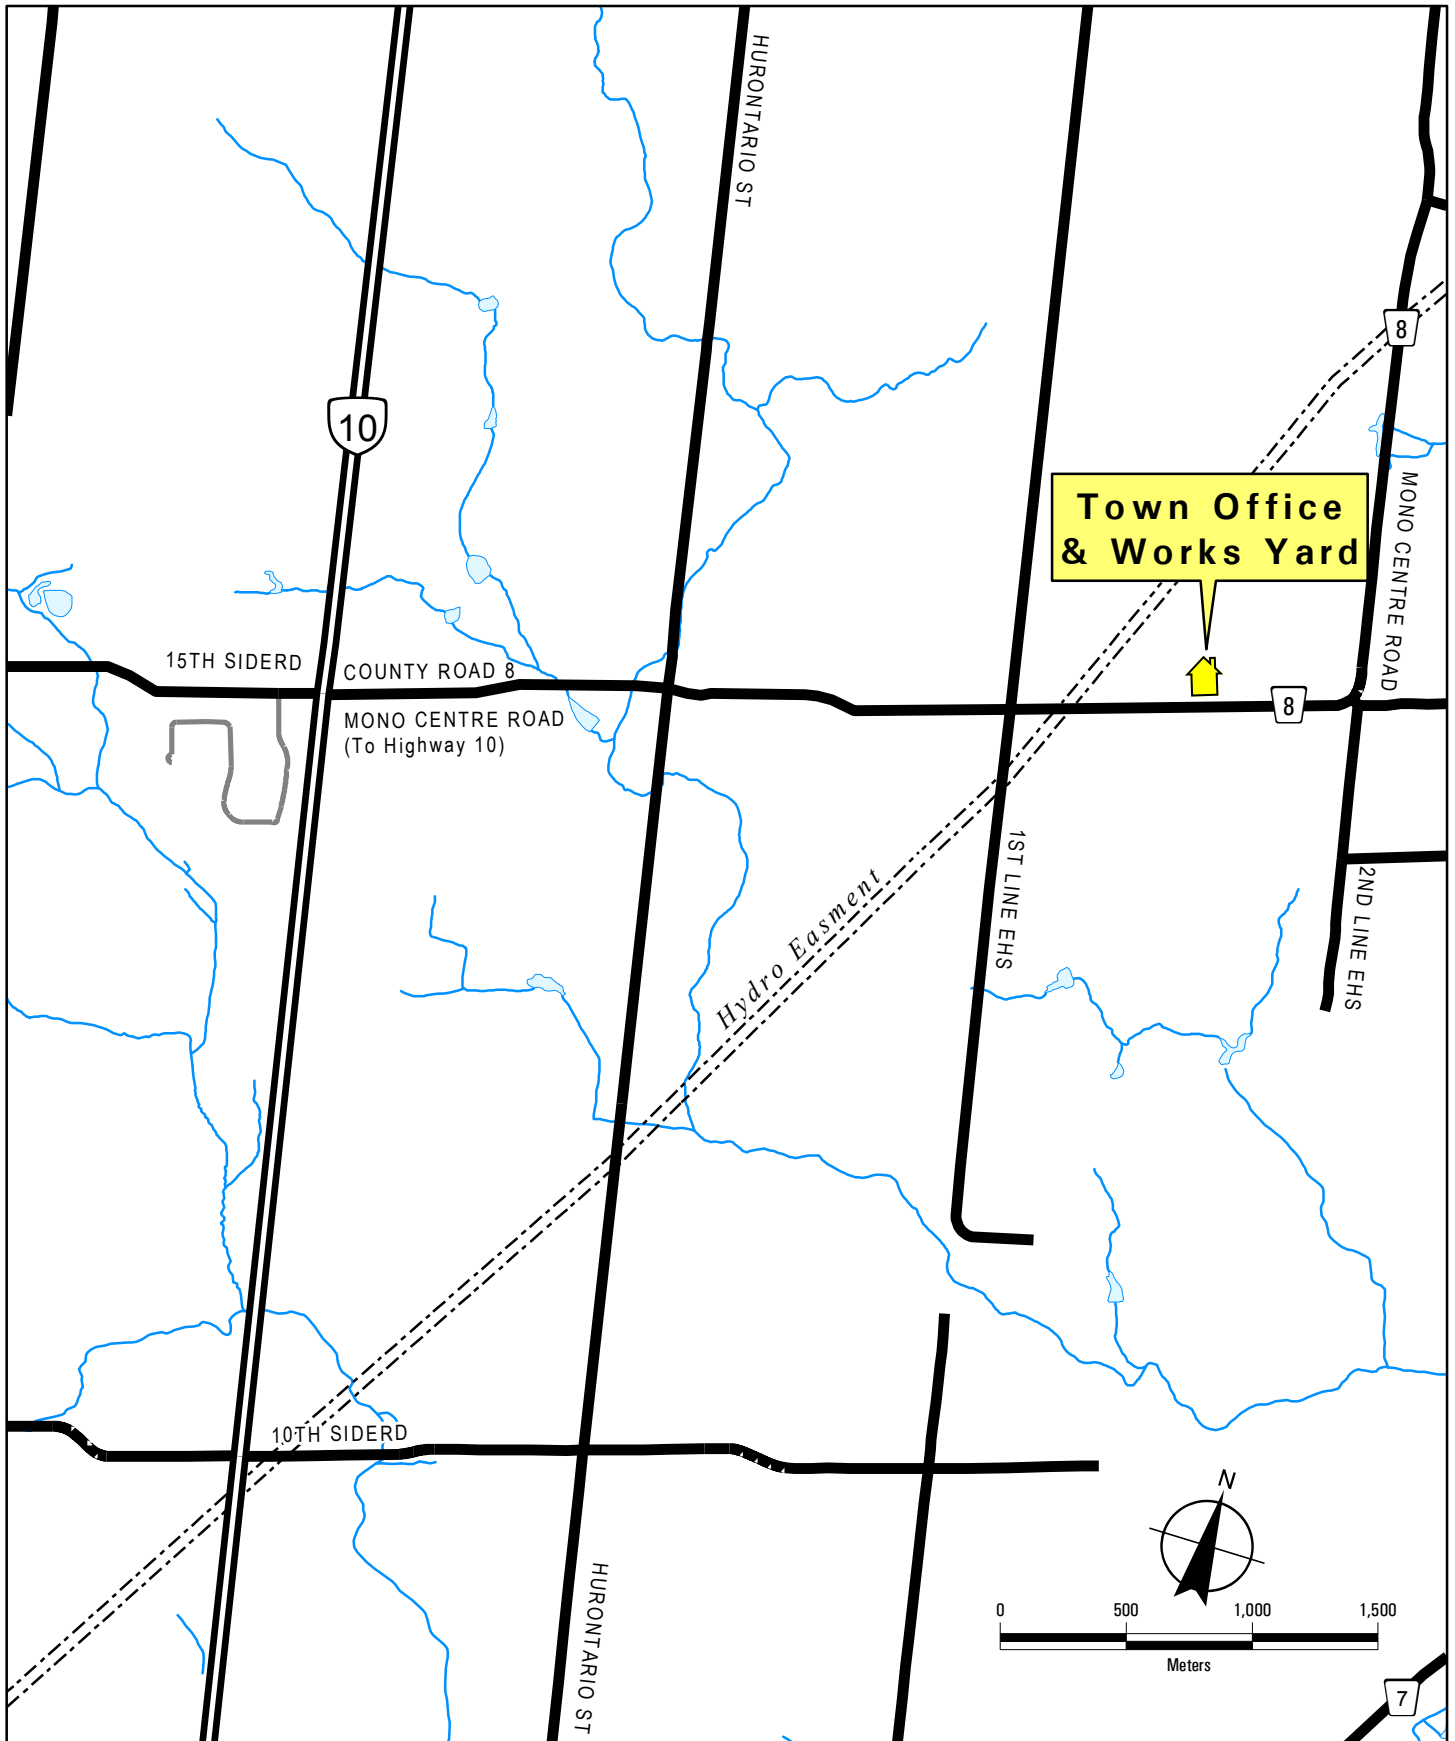 HURONTARIO ST
8
10
Town Office
& Works Yard
MONO CENTRE ROAD
15TH SIDERD
COUNTY ROAD 8
8
MONO CENTRE ROAD
(To Highway 10)
1ST LINE EHS
2ND LINE EHS
Hydro Easment
10TH SIDERD
N
HURONTARIO ST
0 500 1,000 1,500
Meters
7